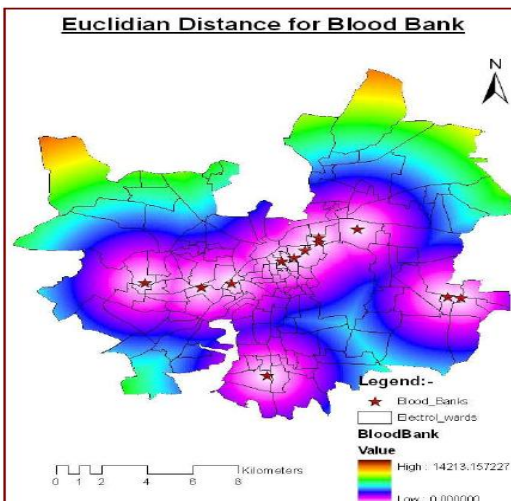 Euclidian Distance for Blood Bank
N
Legend:-
Blood_Banks
Electrol_wards
BloodBank
Value
High : 14213.157227
Low : 0.000000
Kilometers
0 1 2 4 6 8